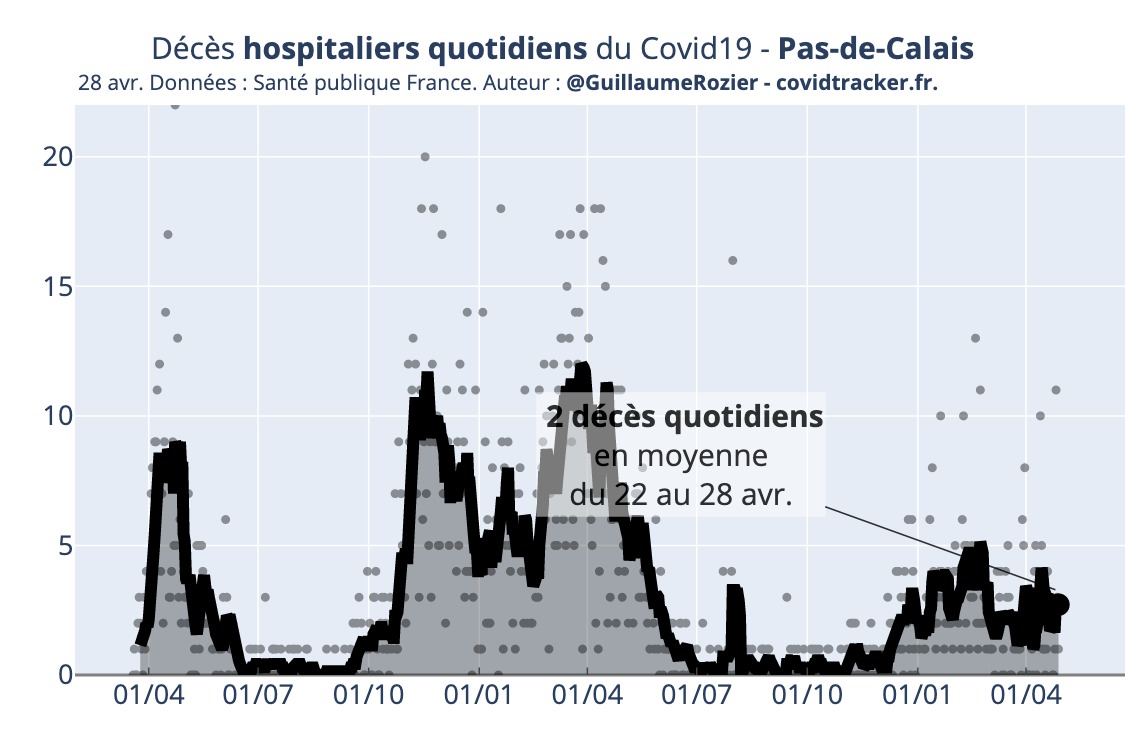 Décès hospitaliers quotidiens du Covid19 - Pas-de-Calais
28 avr. Données : Santé publique France. Auteur : @GuillaumeRozier - covidtracker.fr.
20
15
10
5
0
2 décès quotidiens
en moyenne
du 22 au 28 avr.
01/04 01/07 01/10 01/01 01/04 01/07 01/10 01/01 01/04